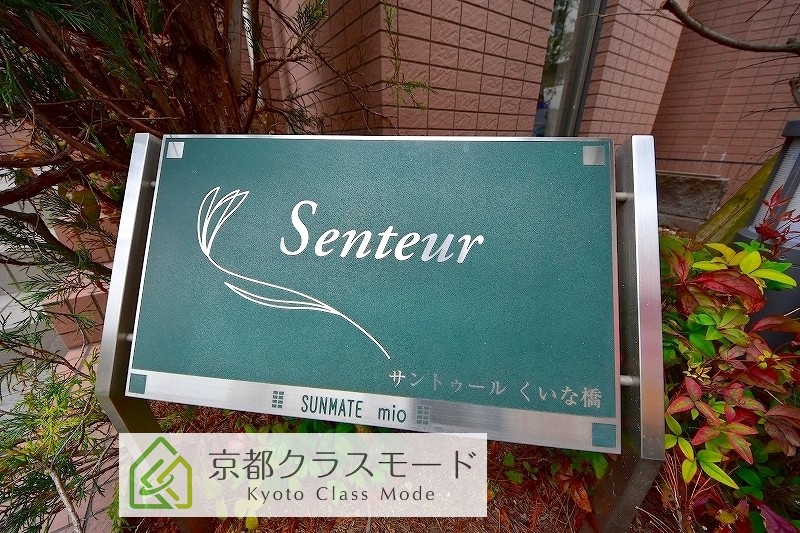 Senteur
サントゥール くいな橋
SUNMATE mio
京都クラスモード
Kyoto Class Mode